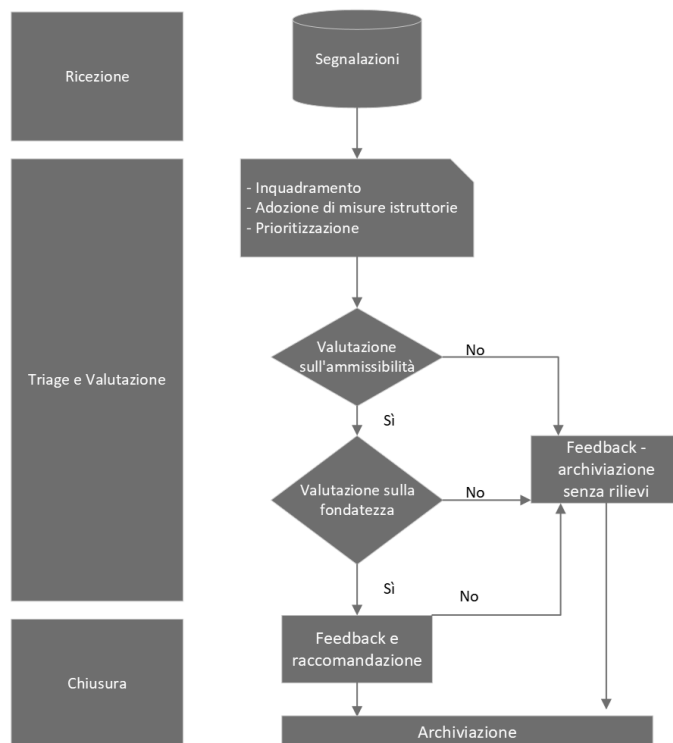 Ricezione
Segnalazioni
- Inquadramento
- Adozione di misure istruttorie
- Prioritizzazione
Triage e Valutazione
Valutazione
sull'ammissibilità
No
Sì
Feedback -
archiviazione
senza rilievi
Valutazione sulla
fondatezza
No
Sì
No
Feedback e
raccomandazione
Chiusura
Archiviazione